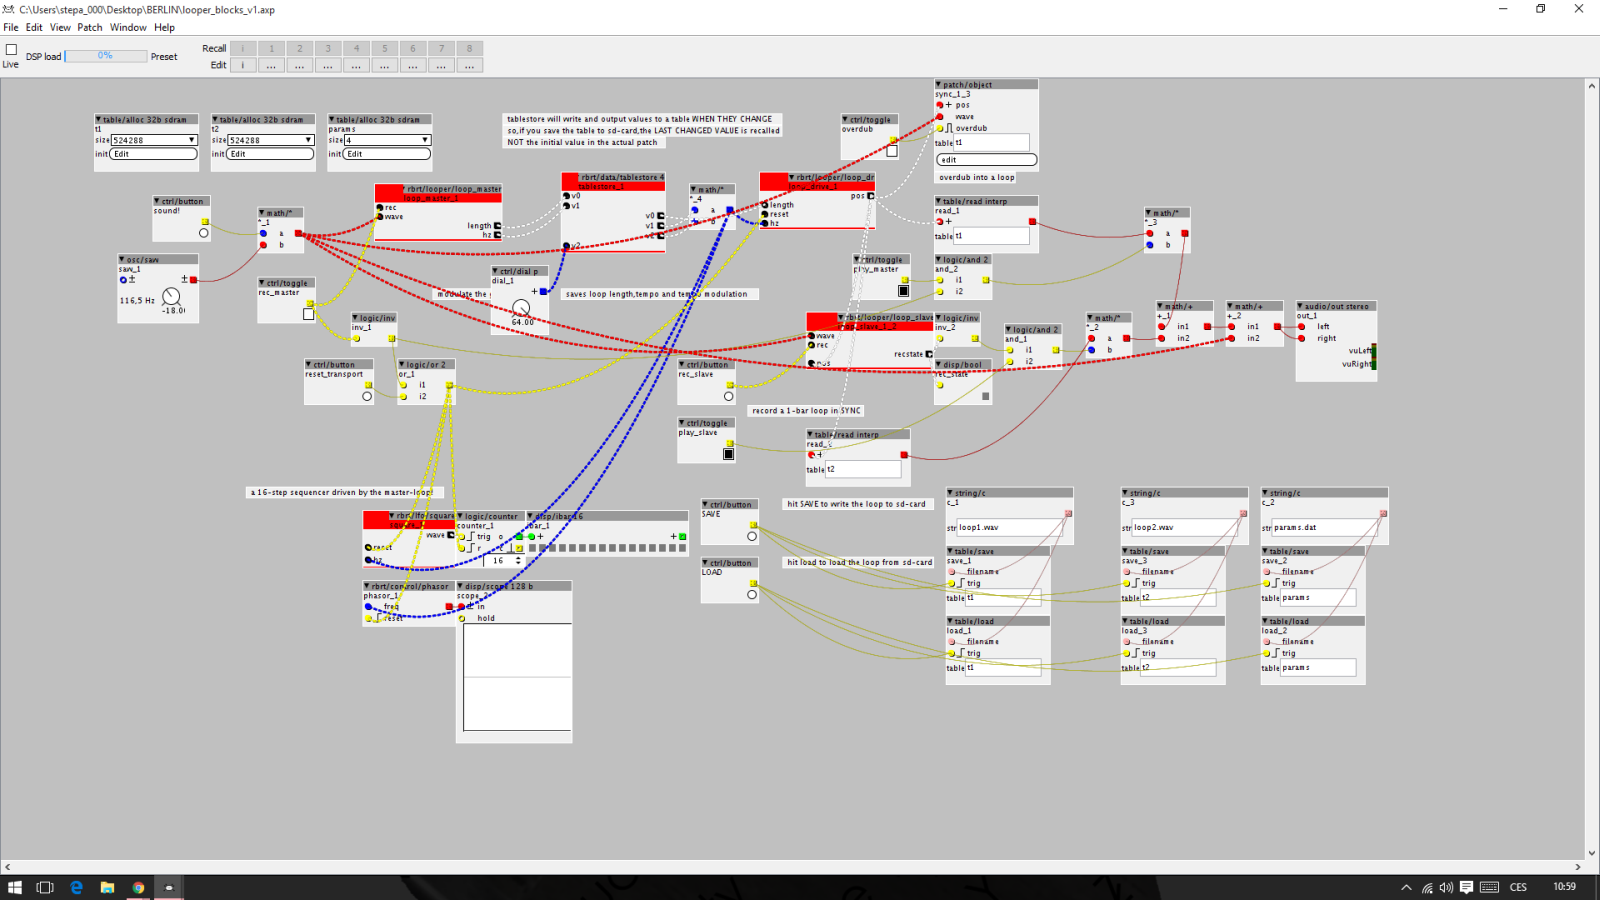 C:\Users\stepa_000\Desktop\BERLIN\looper_blocks_v1.axp
File Edit View Patch Window Help
Live
DSP load 0% Preset
Recall i 1 2 3 4 5 6 7 8
Edit i ... ... ... ... ... ... ... ...
table/alloc 32b sdram
t1
size 524288
init Edit
table/alloc 32b sdram
t2
size 524288
init Edit
table/alloc 32b sdram
params
size 4
init Edit
tablestore will write and output values to a table WHEN THEY CHANGE
so,if you save the table to sd-card,the LAST CHANGED VALUE is recalled
NOT the initial value in the actual patch
ctrl/toggle
overdub
patch/object
sync_1_3
pos
wave
overdub
table t1
edit
overdub into a loop
ctrl/button
sound!
math/*
*_1
a
b
rbrt/looper/loop_master
loop_master_1
rec
wave
length
hz
rbrt/data/tablestore 4
tablestore_1
v0
v1
v0
v1
v2
v2
math/*
*_4
a
b
rbrt/looper/loop_dr
loop_drive_1
pos
length
reset
hz
table/read interp
read_1
+
table t1
math/*
*_3
a
b
osc/saw
saw_1
116,5 Hz
-18.0
ctrl/toggle
rec_master
ctrl/dial p
dial_1
64.00
modulate the
saves loop length,tempo and tempo modulation
ctrl/toggle
play_master
logic/and 2
and_2
i1
i2
logic/inv
inv_1
rbrt/looper/loop_slave
loop_slave_1_2
wave
rec
pos
recstate
logic/inv
inv_2
logic/and 2
and_1
i1
i2
math/*
*_2
a
b
math/+
+_1
in1
in2
math/+
+_2
in1
in2
audio/out stereo
out_1
left
right
vuLeft
vuRight
ctrl/button
reset_transport
logic/or 2
or_1
i1
i2
ctrl/button
rec_slave
disp/bool
rec_state
record a 1-bar loop in SYNC
ctrl/toggle
play_slave
table/read interp
read_
+
table t2
a 16-step sequencer driven by the master-loop!
rbrt/lfo/square
square_
wave
reset
hz
logic/counter
counter_1
trig o
r c
16
disp/ibar 16
bar_1
+ +
rbrt/control/phasor
phasor_1
freq
reset
disp/scope 128 b
scope_2
in
hold
ctrl/button
SAVE
hit SAVE to write the loop to sd-card
ctrl/button
LOAD
hit load to load the loop from sd-card
string/c
c_1
str loop1.wav
table/save
save_1
filename
trig
table t1
table/load
load_1
filename
trig
table t1
string/c
c_3
str loop2.wav
table/save
save_3
filename
trig
table t2
table/load
load_3
filename
trig
table t2
string/c
c_2
str params.dat
table/save
save_2
filename
trig
table params
table/load
load_2
filename
trig
table params
CES 10:59